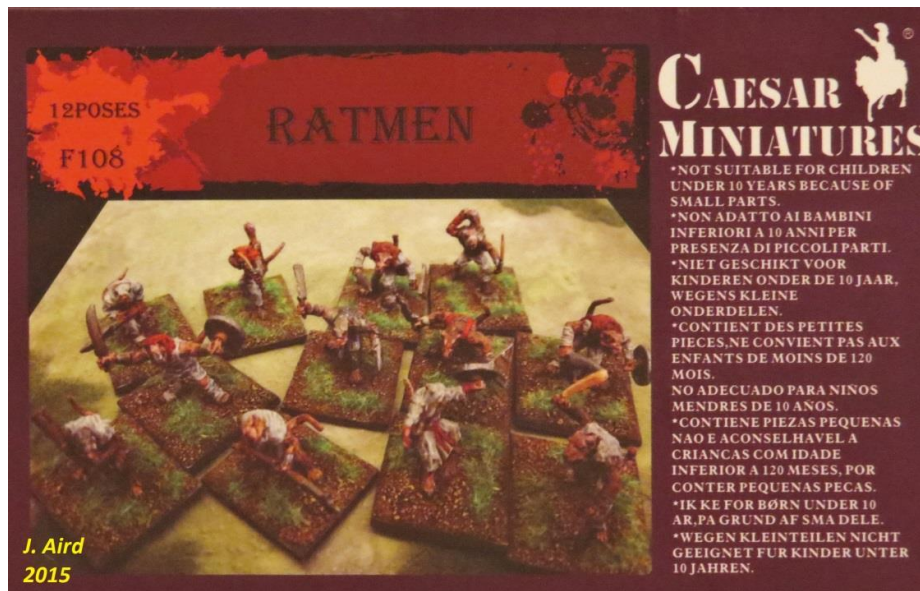 12POSES
F108
RATMEN
CAESAR
MINIATURES
®
*NOT SUITABLE FOR CHILDREN
UNDER 10 YEARS BECAUSE OF
SMALL PARTS.
*NON ADATTO AI BAMBINI
INFERIORI A 10 ANNI PER
PRESENZA DI PICCOLI PARTI.
*NIET GESCHIKT VOOR
KINDEREN ONDER DE 10 JAAR,
WEGENS KLEINE
ONDERDELEN.
*CONTIENT DES PETITES
PIECES,NE CONVIENT PAS AUX
ENFANTS DE MOINS DE 120
MOIS.
NO ADECUADO PARA NIÑOS
MENDRES DE 10 AÑOS.
*CONTIENE PIEZAS PEQUENAS
NAO E ACONSELHAVEL A
CRIANCAS COM IDADE
INFERIOR A 120 MESES, POR
CONTER PEQUENAS PECAS.
*IK KE FOR BØRN UNDER 10
AR,PA GRUND AF SMA DELE.
*WEGEN KLEINTEILEN NICHT
GEEIGNET FUR KINDER UNTER
10 JAHREN.
J. Aird
2015